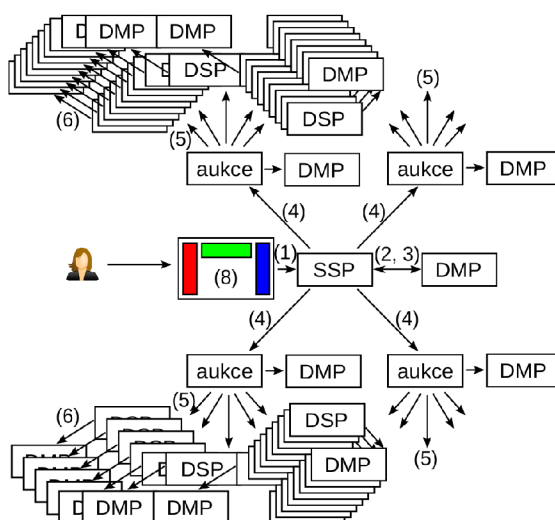 DMP
DMP
DSP
DMP
(5)
(6)
DSP
(5)
aukce
DMP
aukce
DMP
(4)
(4)
(1)
(2, 3)
(8)
SSP
DMP
(4)
(4)
aukce
DMP
aukce
DMP
(6)
(5)
DSP
DSP
DMP
(5)
DMP
DMP